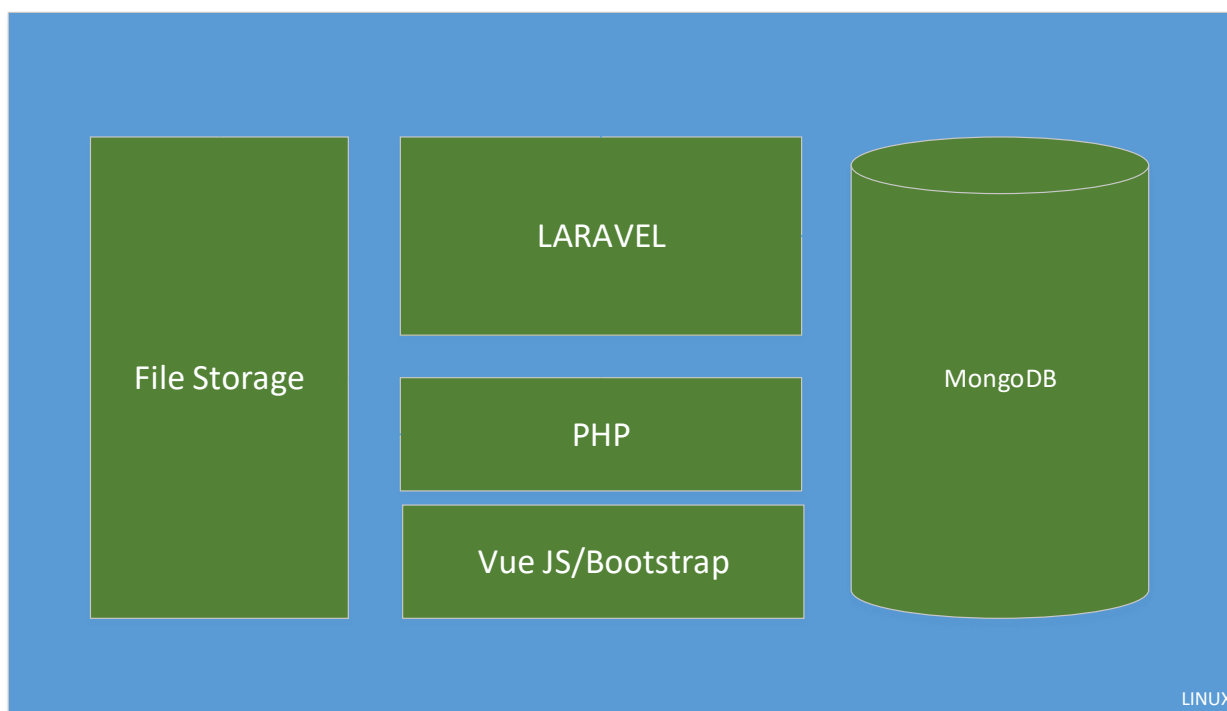 File Storage
LARAVEL
PHP
Vue JS/Bootstrap
MongoDB
LINUX